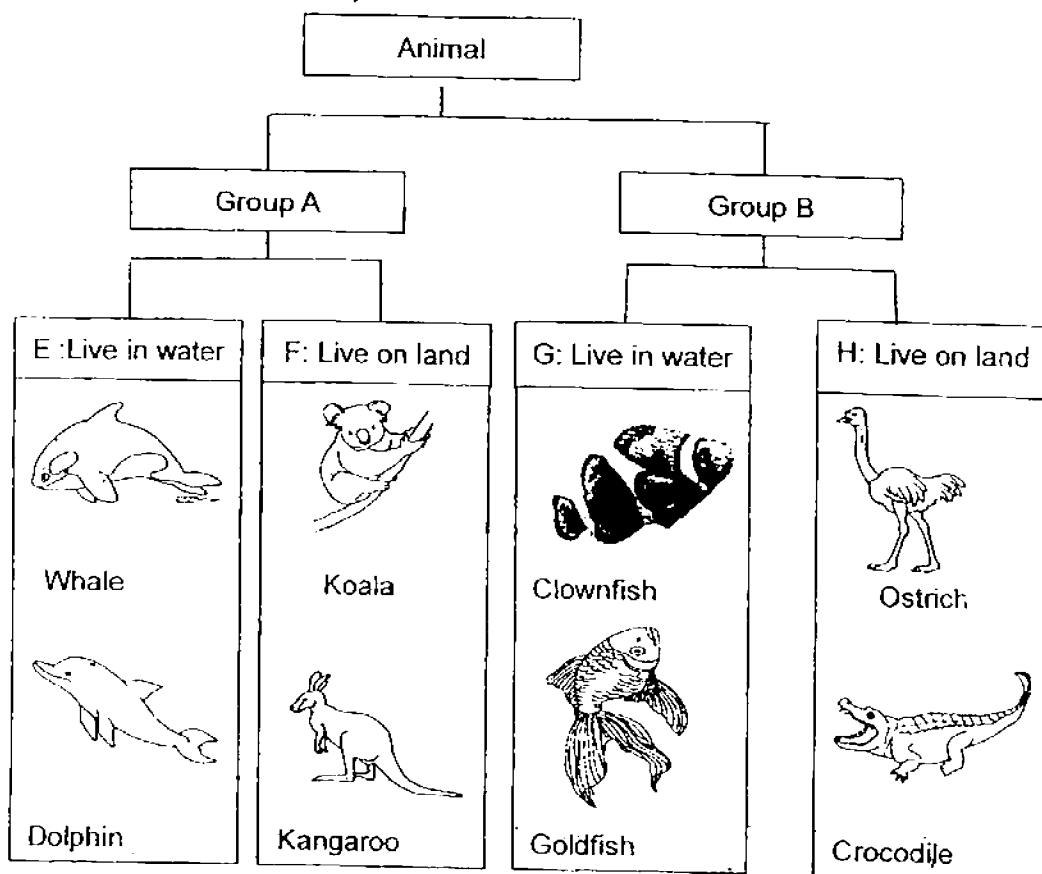 Animal
Group A
Group B
E :Live in water
F: Live on land
G: Live in water
H: Live on land
Whale
Koala
Clownfish
Ostrich
Dolphin
Kangaroo
Goldfish
Crocodile